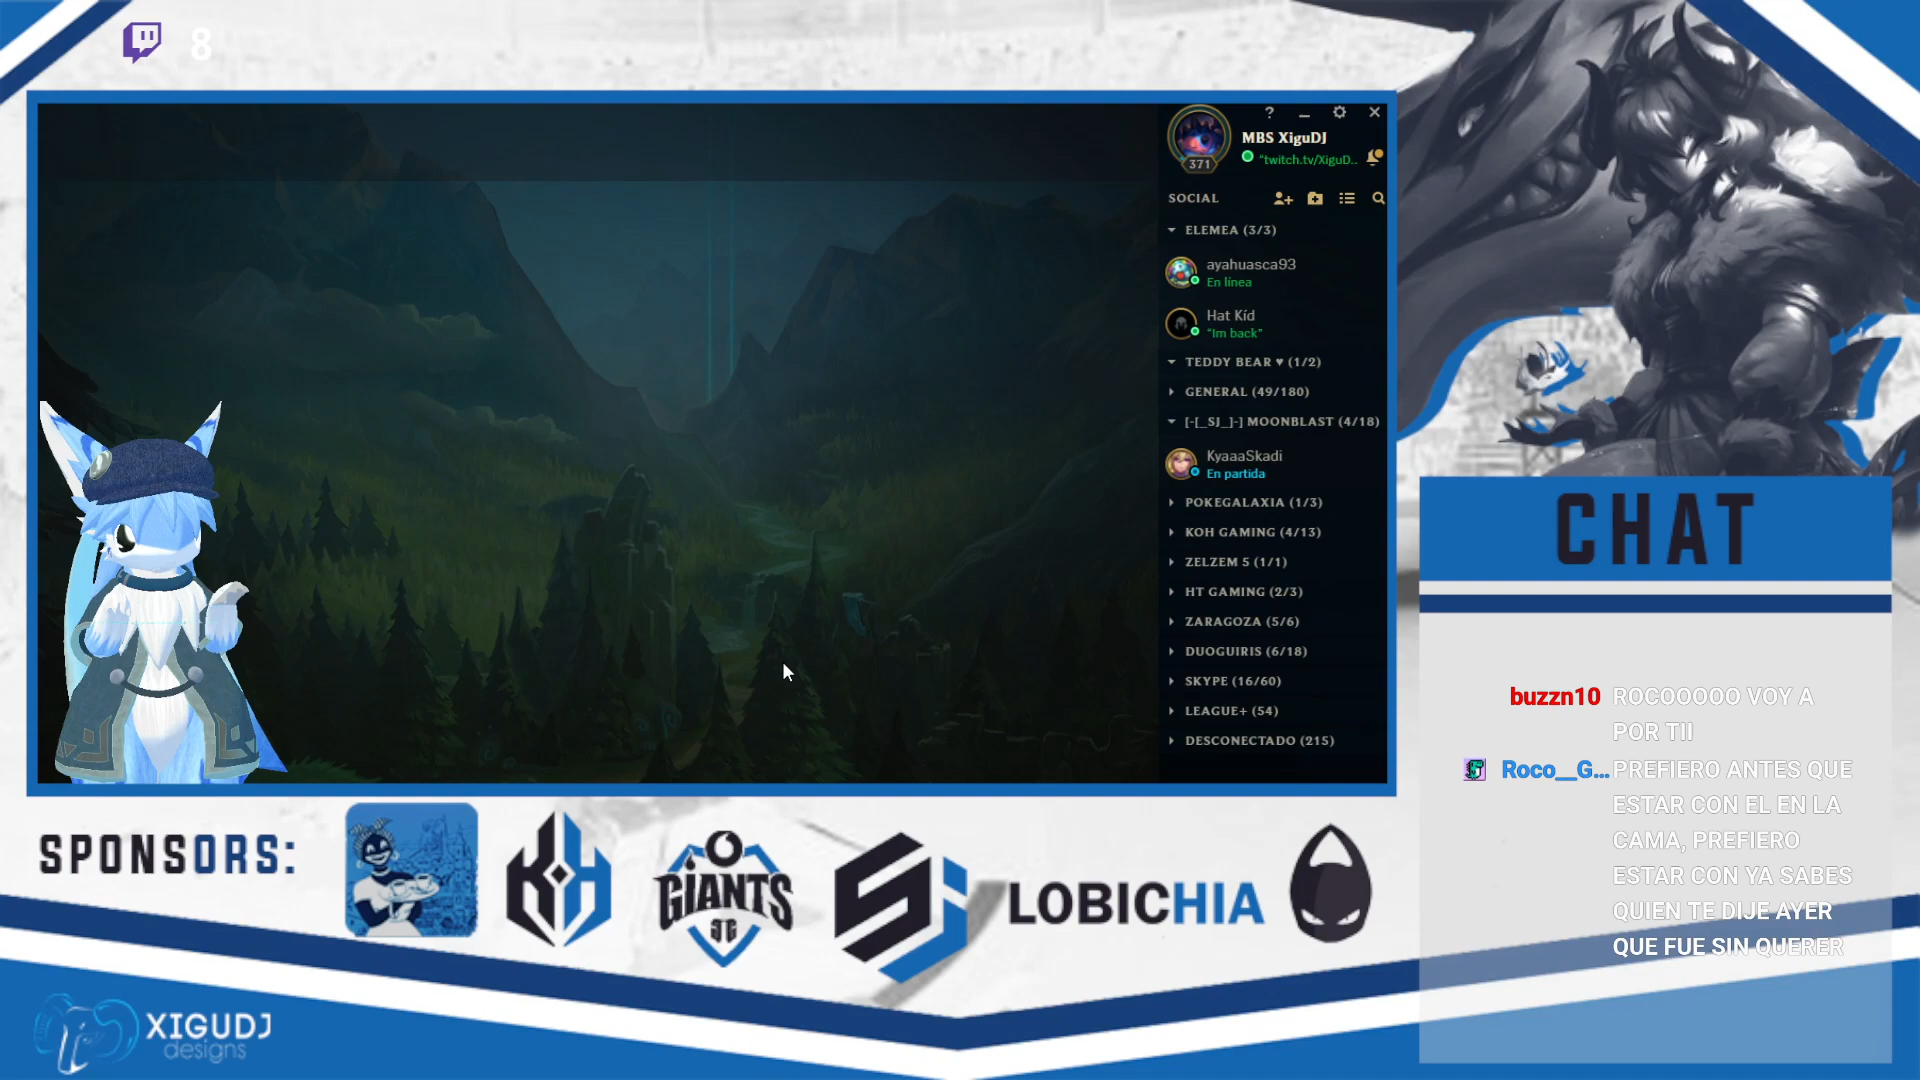 8
?
MBS XiguDJ
371
"twitch.tv/XiguD..
SOCIAL
ELEMEA (3/3)
ayahuasca93
En línea
Hat Kid
"Im back"
TEDDY BEAR ♥ (1/2)
GENERAL (49/180)
[-[_SJ_]-] MOONBLAST (4/18)
KyaaaSkadi
En partida
POKEGALAXIA (1/3)
KOH GAMING (4/13)
ZELZEM 5 (1/1)
HT GAMING (2/3)
ZARAGOZA (5/6)
DUOGUIRIS (6/18)
SKYPE (16/60)
LEAGUE+ (54)
DESCONECTADO (215)
CHAT
buzzn10 ROCOOOOO VOY A
POR TII
Roco__G... PREFIERO ANTES QUE
ESTAR CON EL EN LA
CAMA, PREFIERO
ESTAR CON YA SABES
QUIEN TE DIJE AYER
QUE FUE SIN QUERER
SPONSORS:
KH
GIANTS
SJ
LOBICHIA
XIGUDJ
designs